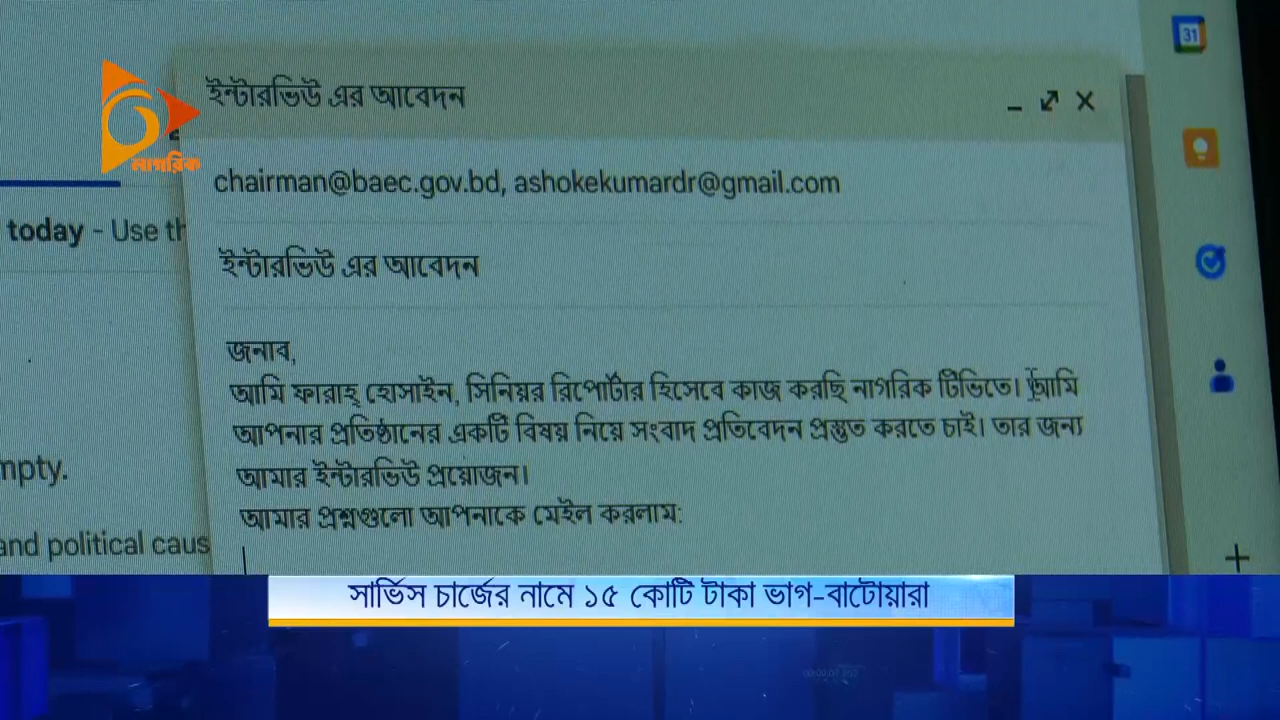 নাগরিক
31
ইন্টারভিউ এর আবেদন
chairman@baec.gov.bd, ashokekumardr@gmail.com
today - Use th
ইন্টারভিউ এর আবেদন
জনাব,
আমি ফারাহ্ হোসাইন, সিনিয়র রিপোর্টার হিসেবে কাজ করছি নাগরিক টিভিতে। আমি
আপনার প্রতিষ্ঠানের একটি বিষয় নিয়ে সংবাদ প্রতিবেদন প্রস্তুত করতে চাই। তার জন্য
mpty.
আমার ইন্টারভিউ প্রয়োজন।
আমার প্রশ্নগুলো আপনাকে মেইল করলাম:
and political caus
সার্ভিস চার্জের নামে ১৫ কোটি টাকা ভাগ-বাটোয়ারা